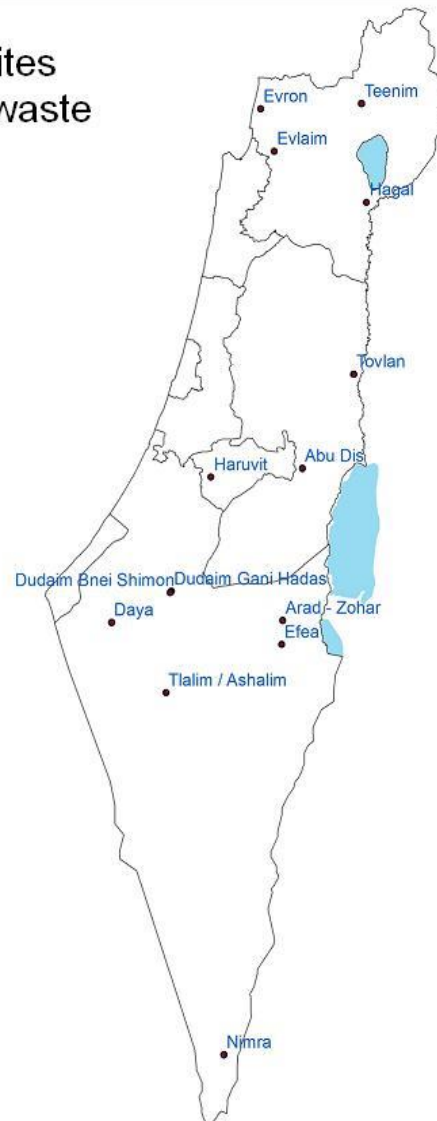 ites
waste
Evron
Teenim
Evlaim
Hagal
Tovlan
Haruvit
Abu Dis
Dudaim Bnei Shimon
Dudaim Gani Hadas
Daya
Arad - Zohar
Efea
Tlalim / Ashalim
Nimra